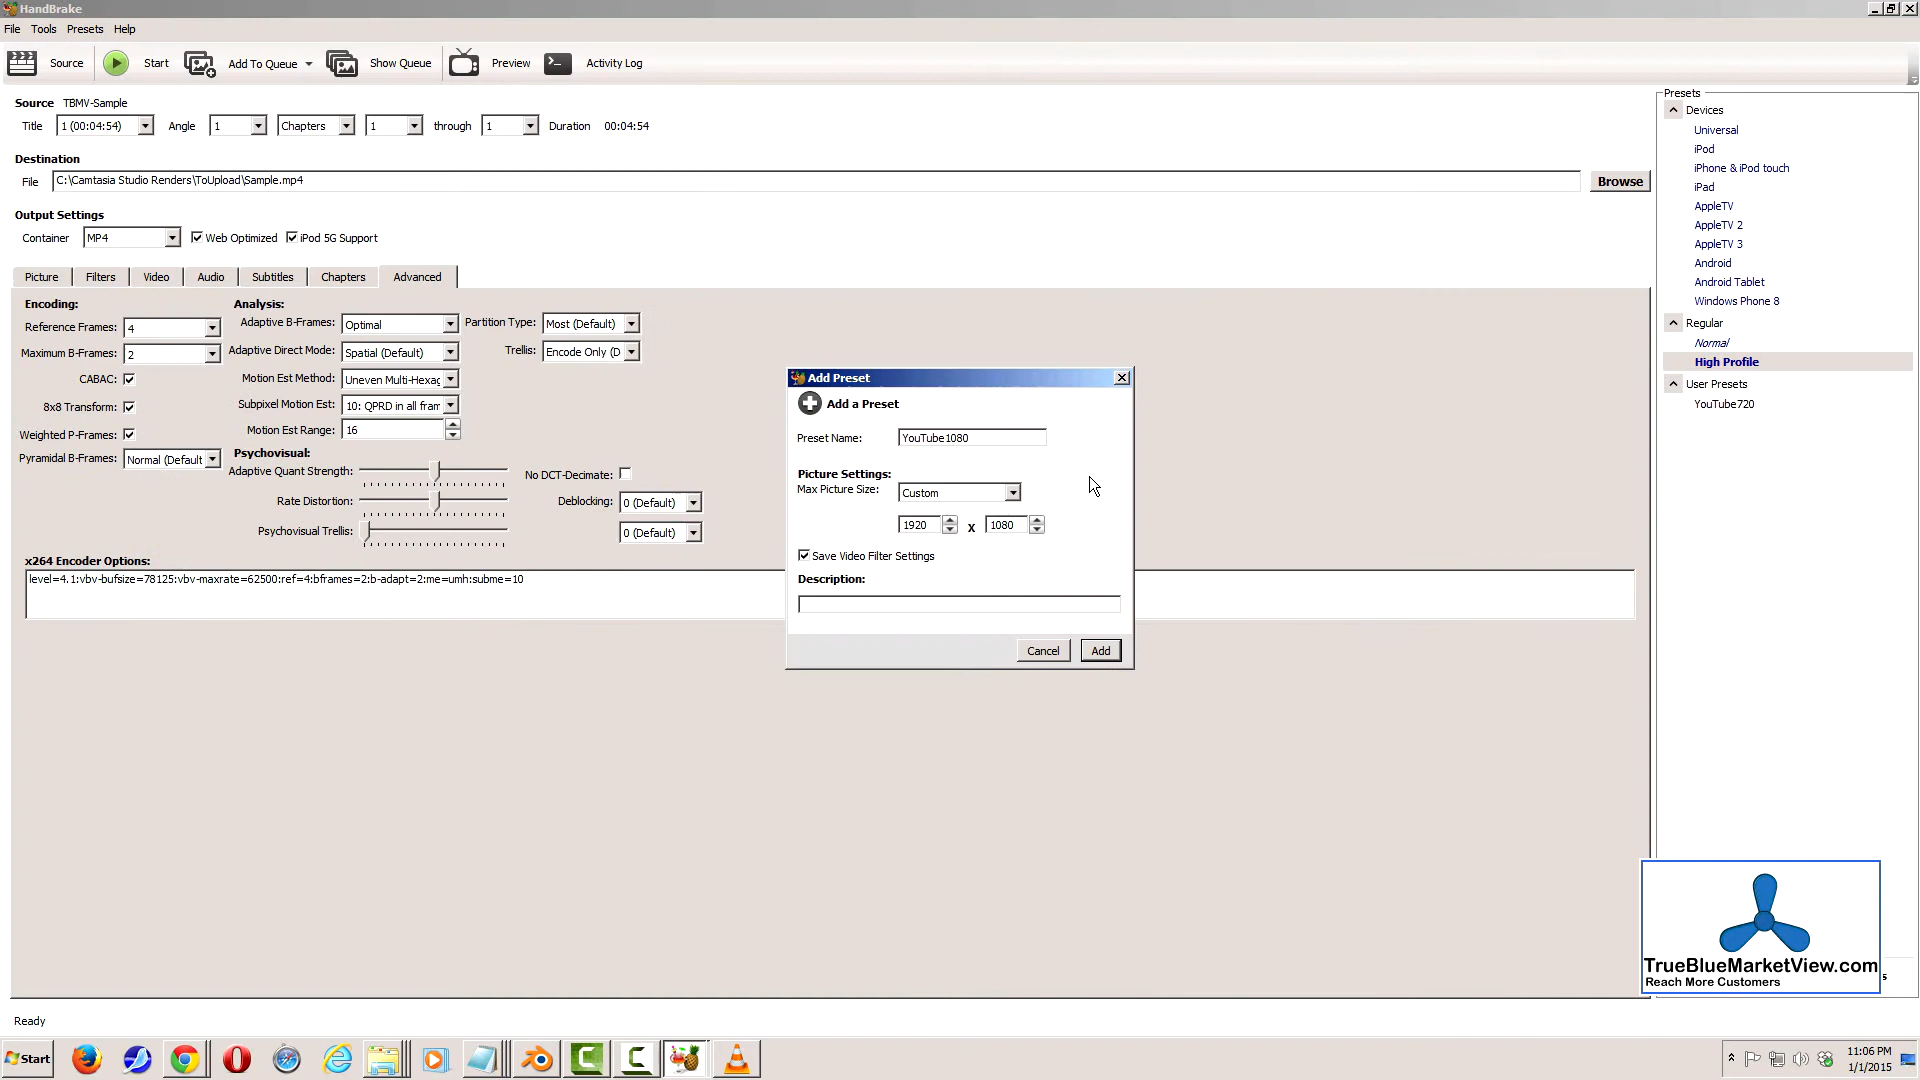 HandBrake
File Tools Presets Help
Source Start Add To Queue Show Queue Preview Activity Log
Source TBMV-Sample
Title 1 (00:04:54) Angle 1 Chapters 1 through 1 Duration 00:04:54
Destination
File C:\Camtasia Studio Renders\ToUpload\Sample.mp4 Browse
Output Settings
Container MP4 Web Optimized iPod 5G Support
Picture Filters Video Audio Subtitles Chapters Advanced
Encoding:
Reference Frames: 4
Maximum B-Frames: 2
CABAC:
8x8 Transform:
Weighted P-Frames:
Pyramidal B-Frames: Normal (Default
Analysis:
Adaptive B-Frames: Optimal
Adaptive Direct Mode: Spatial (Default)
Motion Est Method: Uneven Multi-Hexag
Subpixel Motion Est: 10: QPRD in all fram
Motion Est Range: 16
Partition Type: Most (Default)
Trellis: Encode Only (D
Psychovisual:
Adaptive Quant Strength:
Rate Distortion:
Psychovisual Trellis:
No DCT-Decimate:
Deblocking: 0 (Default)
0 (Default)
x264 Encoder Options:
level=4.1:vbv-bufsize=78125:vbv-maxrate=62500:ref=4:bframes=2:b-adapt=2:me=umh:subme=10
Add Preset
Add a Preset
Preset Name: YouTube1080
Picture Settings:
Max Picture Size: Custom
1920 x 1080
Save Video Filter Settings
Description:
Cancel Add
Presets
Devices
Universal
iPod
iPhone & iPod touch
iPad
AppleTV
AppleTV 2
AppleTV 3
Android
Android Tablet
Windows Phone 8
Regular
Normal
High Profile
User Presets
YouTube720
TrueBlueMarketView.com
Reach More Customers
Ready
Start
11:06 PM
1/1/2015